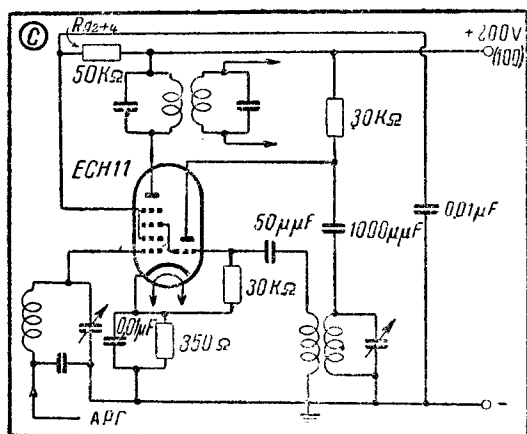 C
Rg2+4
+200V
(100)
50KΩ
30KΩ
ECH11
50μμF
1000μμF
0,01μF
30KΩ
0,01μF
350Ω
АРГ
-